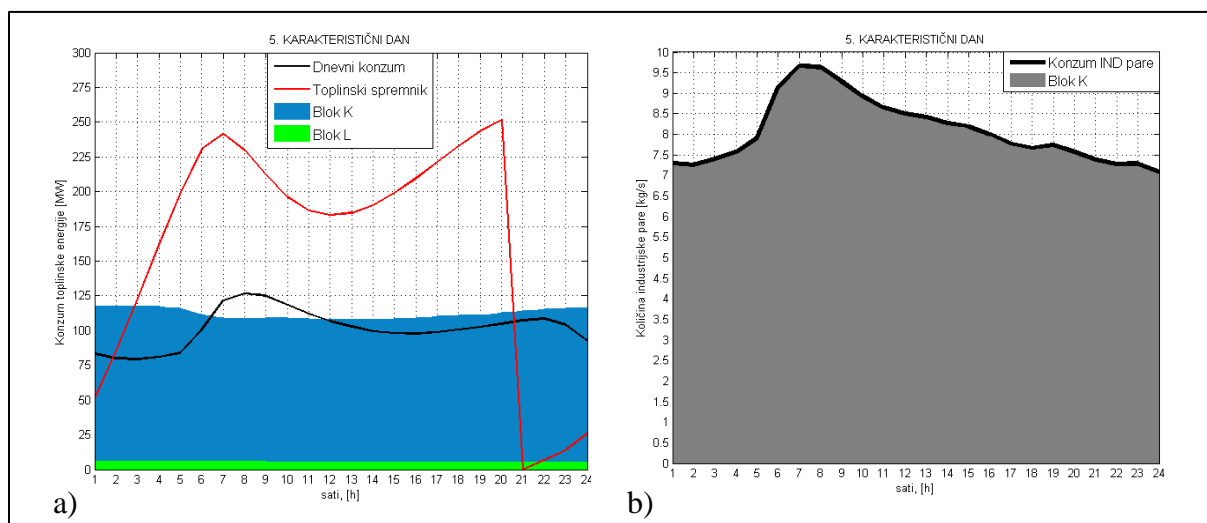 5. KARAKTERISTIČNI DAN
Konzum toplinske energije [MW]
300
275
250
225
200
175
150
125
100
75
50
25
0
Dnevni konzum
Toplinski spremnik
Blok K
Blok L
1 2 3 4 5 6 7 8 9 10 11 12 13 14 15 16 17 18 19 20 21 22 23 24
sati, [h]
a)
5. KARAKTERISTIČNI DAN
Količina industrijske pare [kg/s]
10
9.5
9
8.5
8
7.5
7
6.5
6
5.5
5
4.5
4
3.5
3
2.5
2
1.5
1
0.5
0
Konzum IND pare
Blok K
1 2 3 4 5 6 7 8 9 10 11 12 13 14 15 16 17 18 19 20 21 22 23 24
sati, [h]
b)